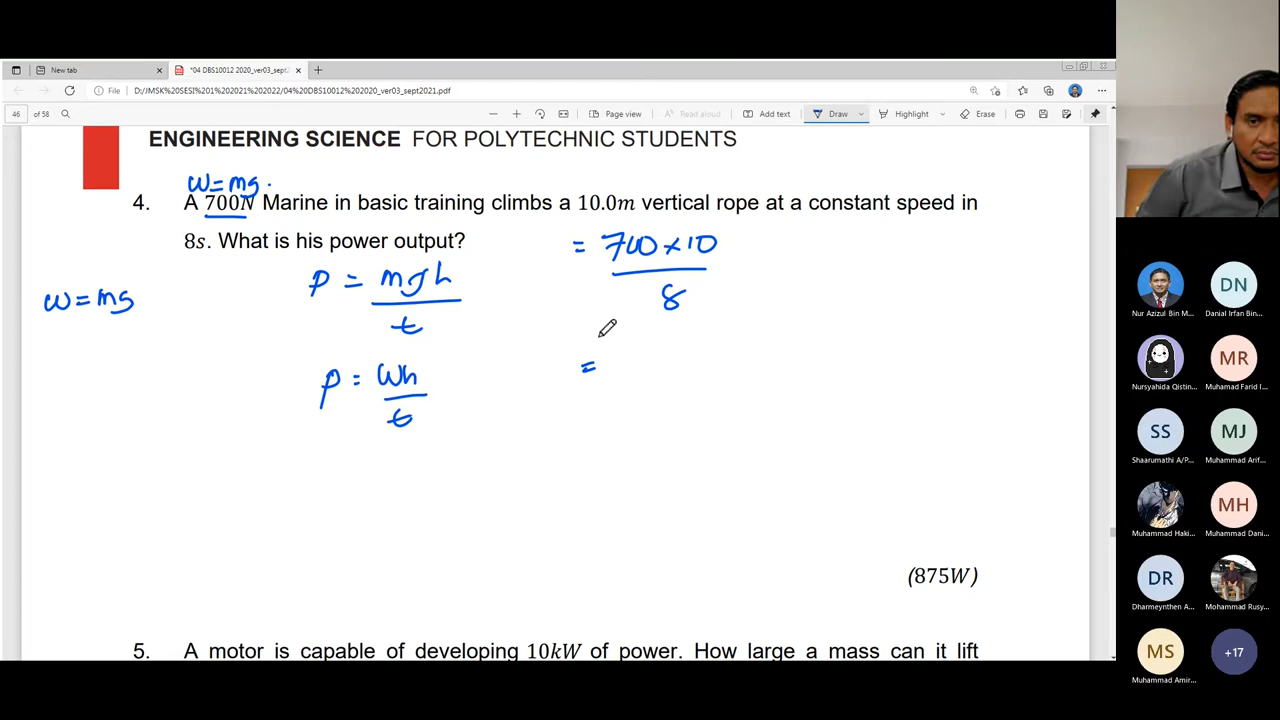 New tab
*04 DBS10012 2020_ver03_sept2...
File D:/JMSK%20SESI%201%202021%202022/04%20DBS10012%202020_ver03_sept2021.pdf
46 of 58
Page view
Read aloud
Add text
Draw
Highlight
Erase
ENGINEERING SCIENCE FOR POLYTECHNIC STUDENTS
W=mg.
4. A 700N Marine in basic training climbs a 10.0m vertical rope at a constant speed in
8s. What is his power output?
= 700×10
8
P = mgh
t
W=mg
=
P = Wh
t
(875W)
5. A motor is capable of developing 10kW of power. How large a mass can it lift
Nur Azizul Bin M...
DN
Danial Irfan Bin...
Nursyahida Qistin...
MR
Muhamad Farid I...
SS
Shaarumathi A/P...
MJ
Muhammad Arif...
Muhammad Haki...
MH
Muhammad Dani...
DR
Dharmeynthen A...
Mohammad Rusy...
MS
Muhammad Amir...
+17